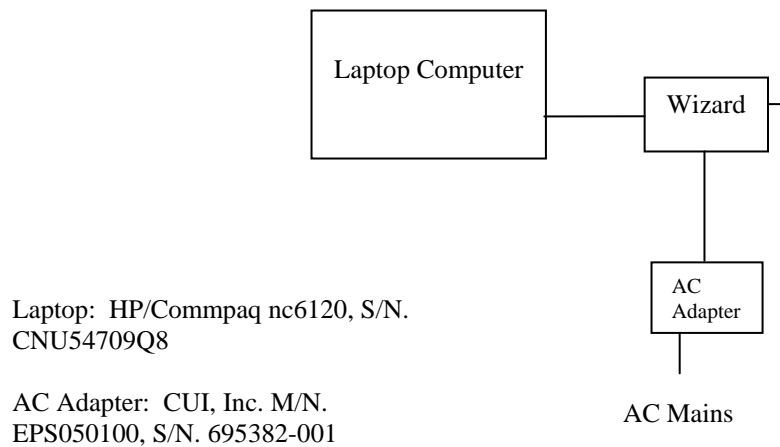 Laptop Computer
Wizard
AC
Adapter
Laptop:  HP/Commpaq nc6120, S/N.
CNU54709Q8
AC Adapter:  CUI, Inc. M/N.
EPS050100, S/N. 695382-001
AC Mains